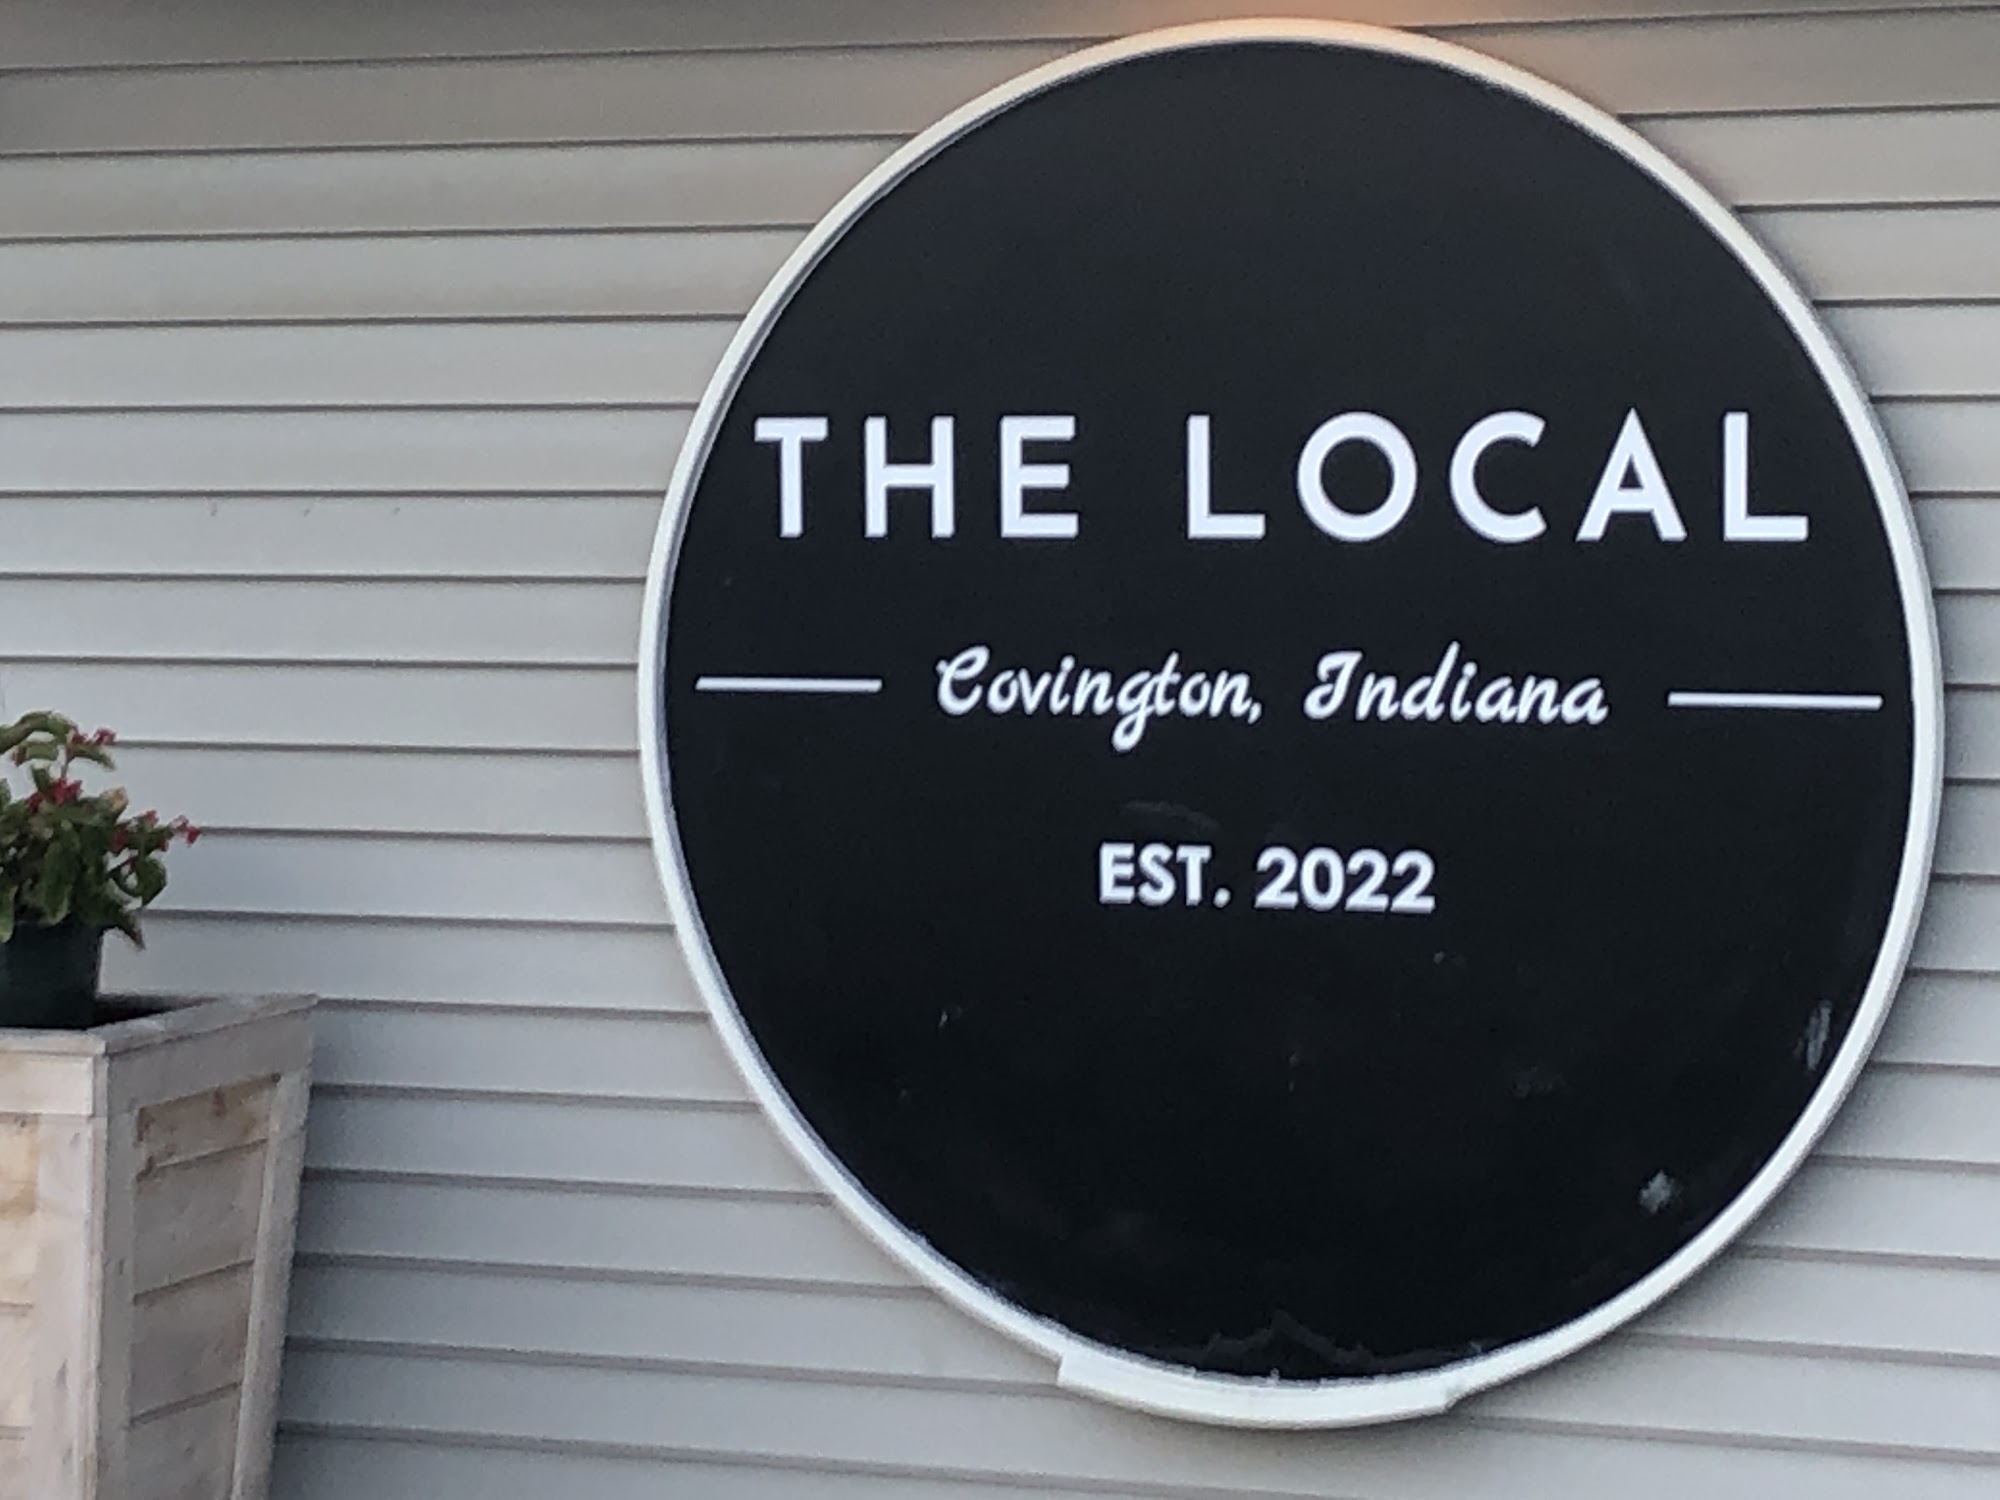 THE LOCAL
Covington, Indiana
EST. 2022